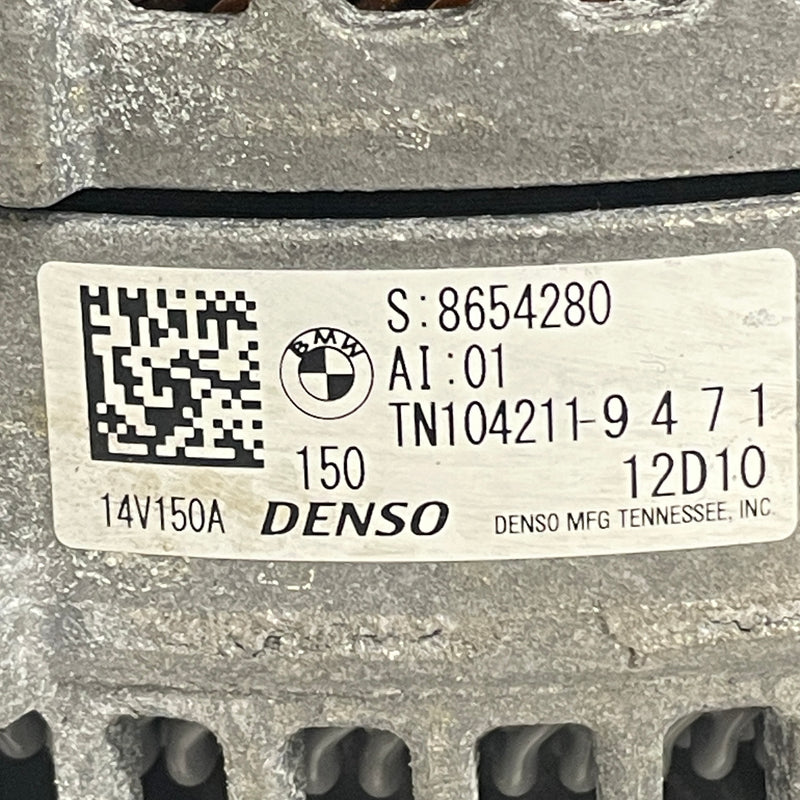 S:8654280
BMW
AI:01
TN104211-9471
150
12D10
14V150A
DENSO
DENSO MFG TENNESSEE, INC.